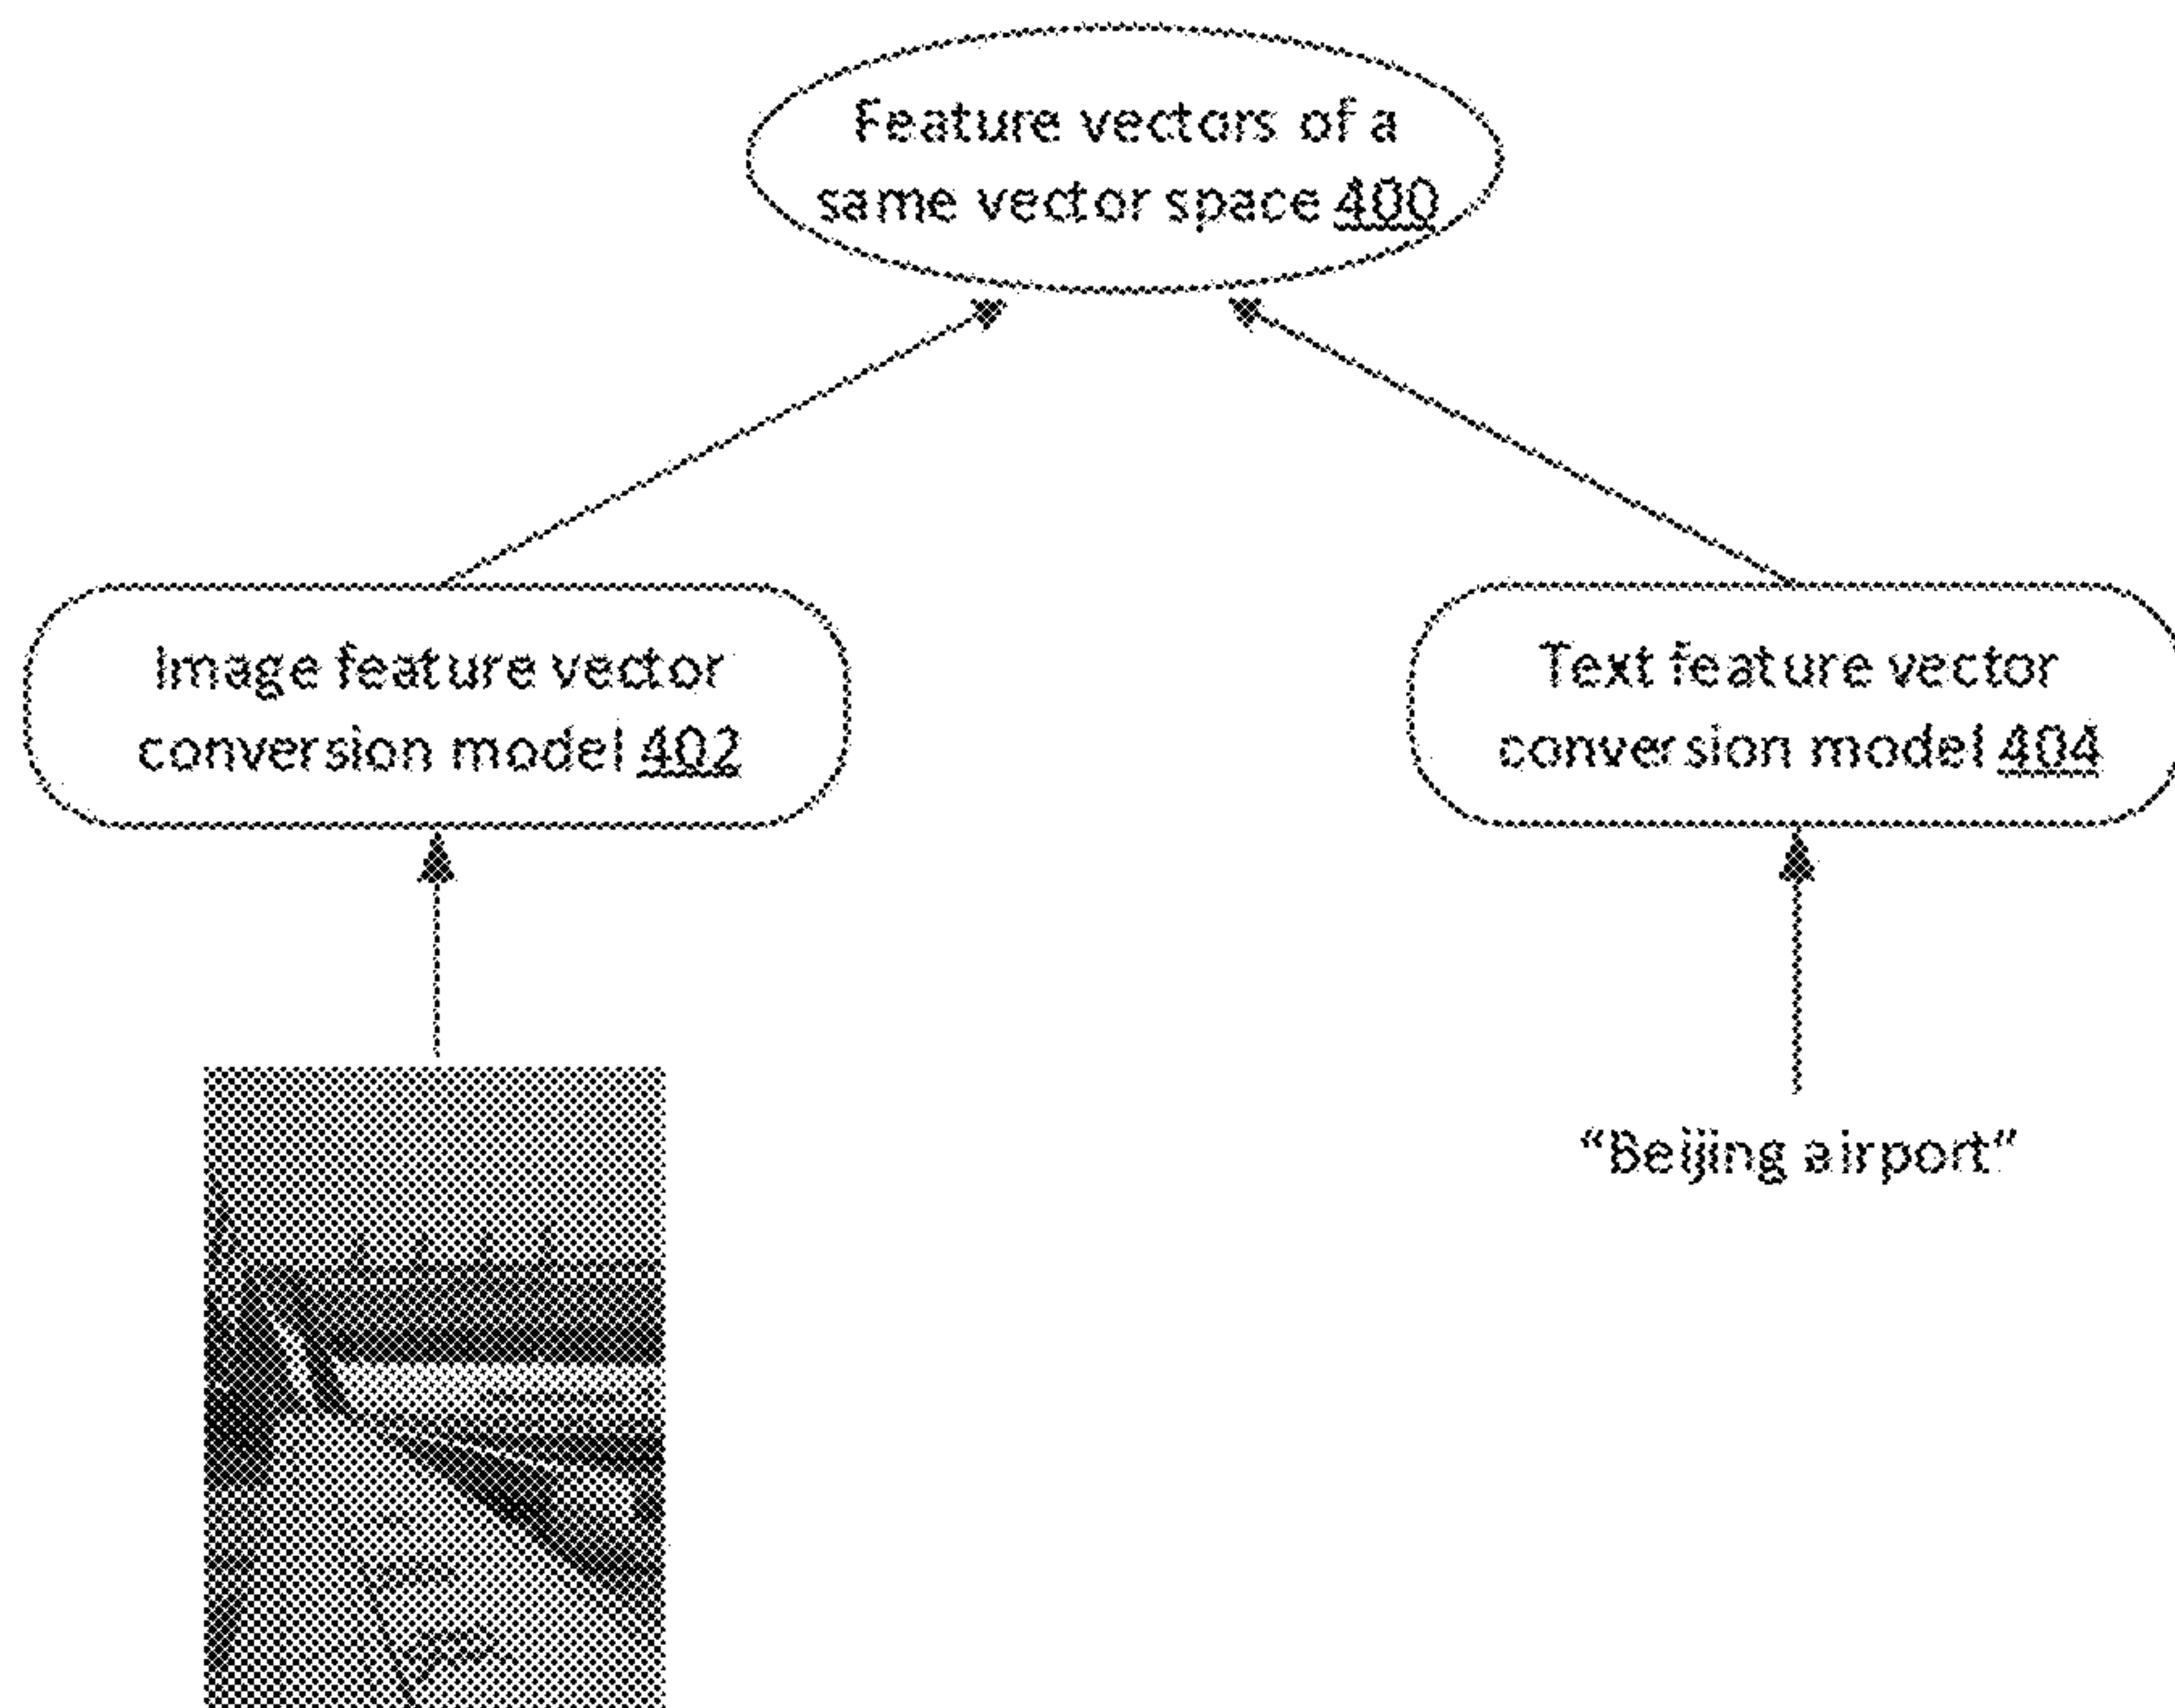 Feature vectors of a
same vector space 400
Image feature vector
conversion model 402
Text feature vector
conversion model 404
“Beijing airport”